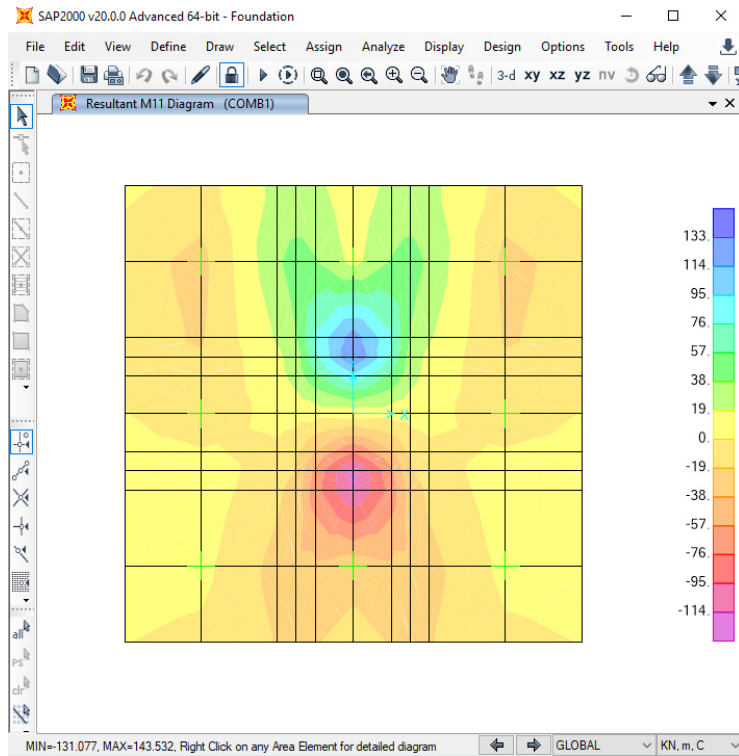 SAP2000 v20.0.0 Advanced 64-bit - Foundation
File Edit View Define Draw Select Assign Analyze Display Design Options Tools Help
3-d xy xz yz nv
Resultant M11 Diagram (COMB1)
133.
114.
95.
76.
57.
38.
19.
0.
-19.
-38.
-57.
-76.
-95.
-114.
X
all
PS
clr
MIN=-131.077, MAX=143.532, Right Click on any Area Element for detailed diagram GLOBAL KN, m, C